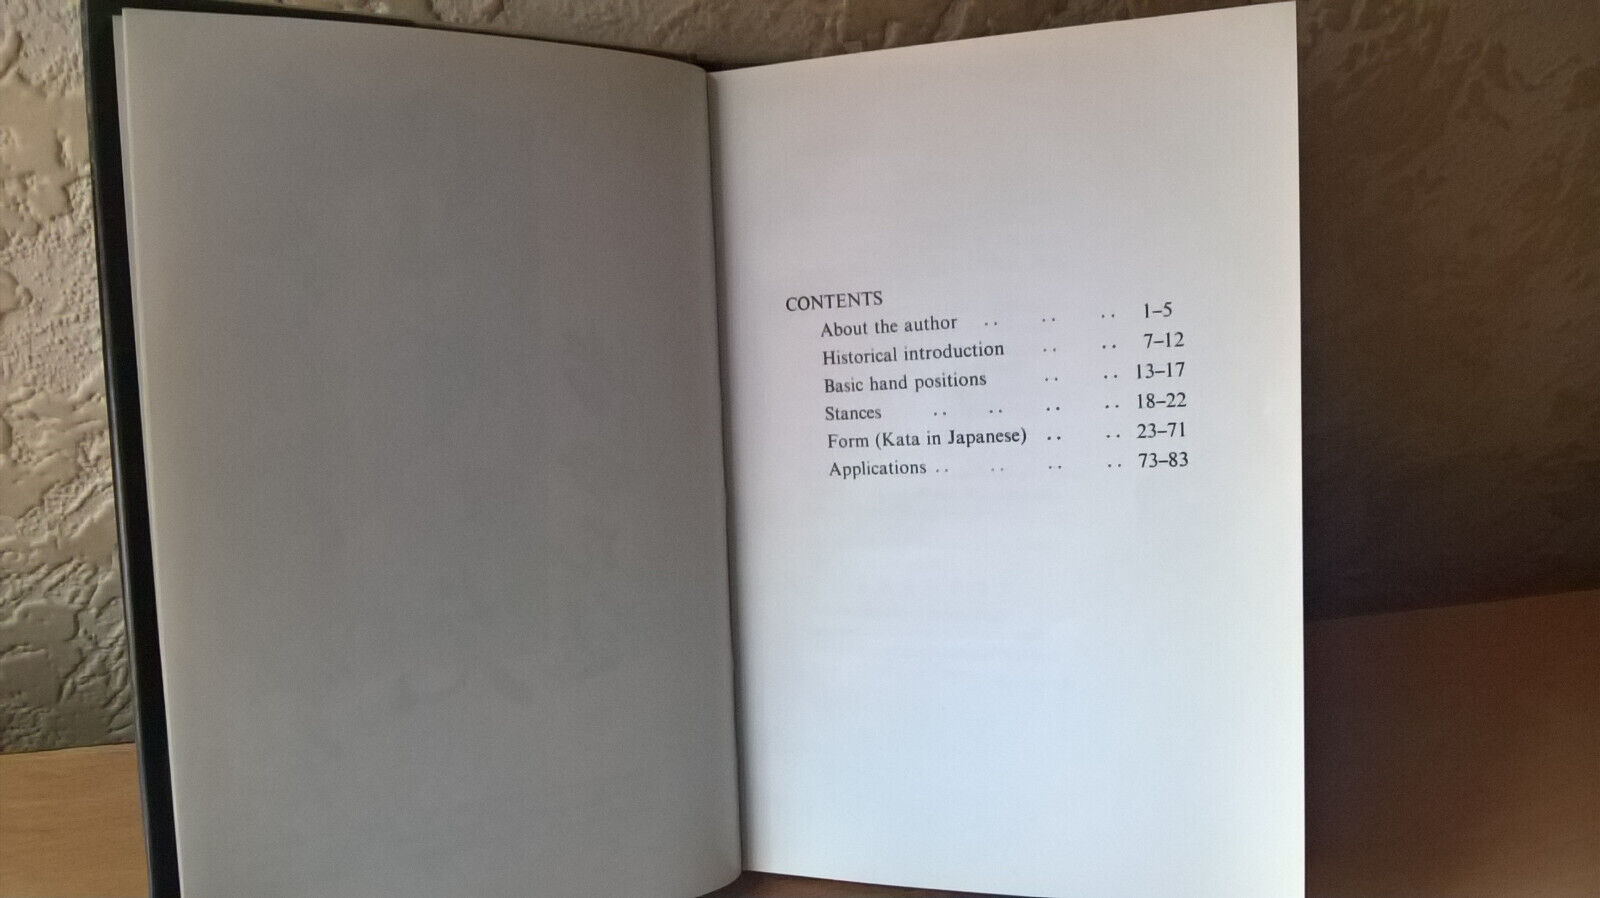 CONTENTS
About the author .. .. .. 1–5
Historical introduction .. .. 7–12
Basic hand positions .. .. 13–17
Stances .. .. .. .. 18–22
Form (Kata in Japanese) .. .. 23–71
Applications .. .. .. .. 73–83